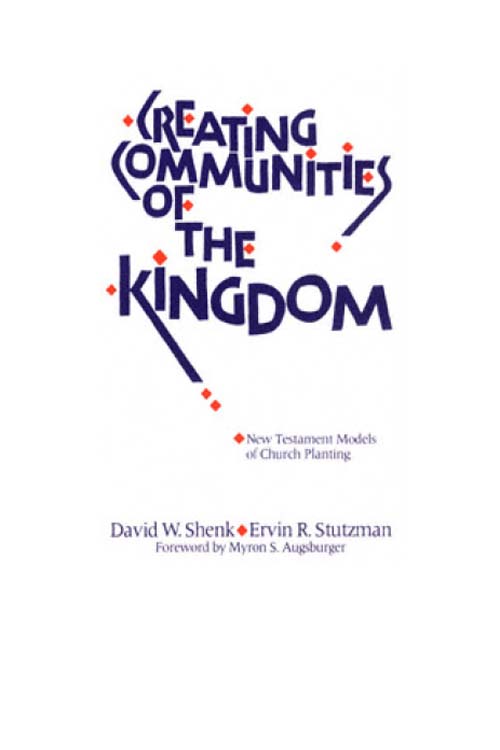 CREATING
COMMUNITIES
OF
THE
KINGDOM
New Testament Models
of Church Planting
David W. Shenk ◆ Ervin R. Stutzman
Foreword by Myron S. Augsburger